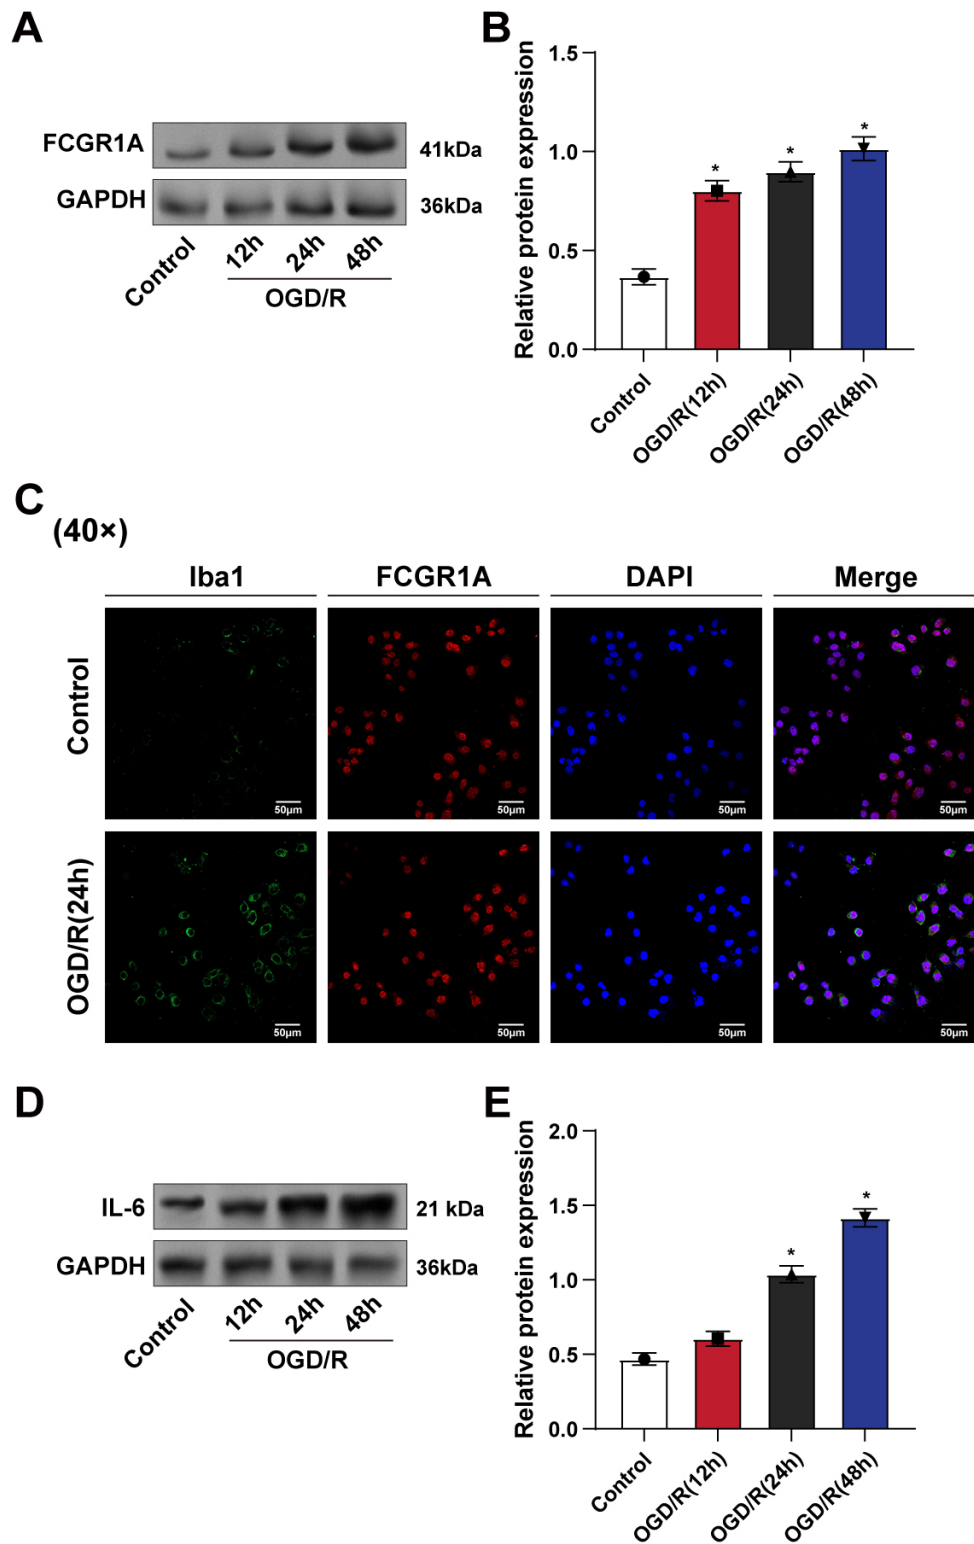 A
FCGR1A
41kDa
GAPDH
36kDa
Control
12h
24h
48h
OGD/R
B
Relative protein expression
1.5
1.0
0.5
0.0
*
*
*
Control
OGD/R(12h)
OGD/R(24h)
OGD/R(48h)
C
(40×)
Iba1
FCGR1A
DAPI
Merge
Control
50μm
50μm
50μm
50μm
OGD/R(24h)
50μm
50μm
50μm
50μm
D
IL-6
21 kDa
GAPDH
36kDa
Control
12h
24h
48h
OGD/R
E
Relative protein expression
2.0
1.5
1.0
0.5
0.0
*
*
Control
OGD/R(12h)
OGD/R(24h)
OGD/R(48h)